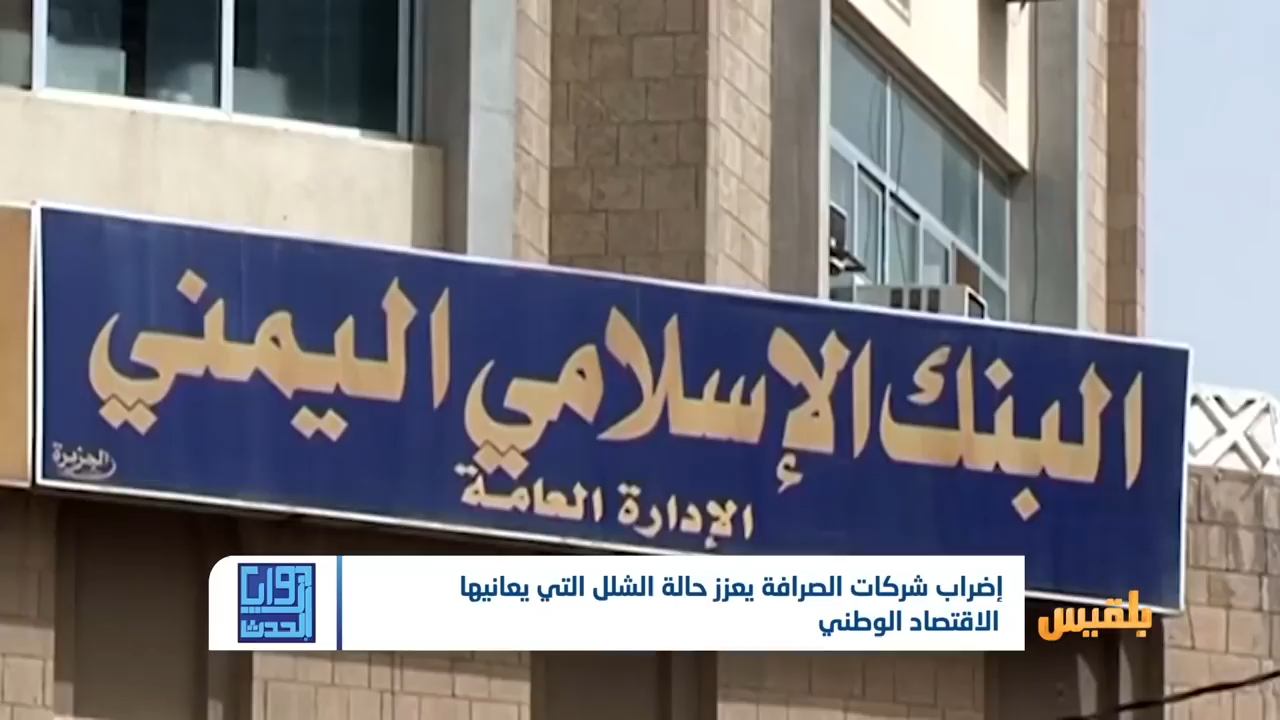 البنك الإسلامي اليمني
الإدارة العامة
الجزيرة
إضراب شركات الصرافة يعزز حالة الشلل التي يعانيها
الاقتصاد الوطني
بلقيس
زوايا
الحدث